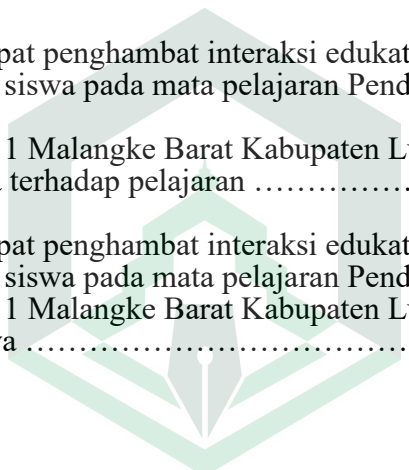 pat penghambat interaksi edukat
siswa pada mata pelajaran Pend
1 Malangke Barat Kabupaten L
terhadap pelajaran ................
pat penghambat interaksi edukat
siswa pada mata pelajaran Pend
1 Malangke Barat Kabupaten L
a ........................................